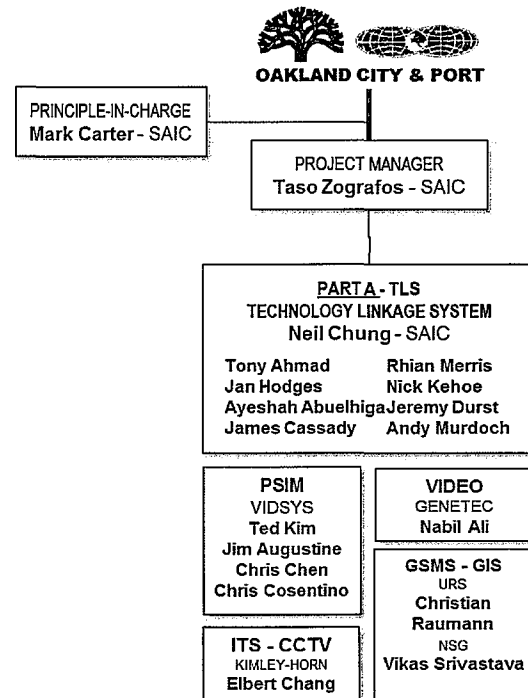 OAKLAND CITY & PORT
PRINCIPLE-IN-CHARGE
Mark Carter - SAIC
PROJECT MANAGER
Taso Zografos - SAIC
PART A - TLS
TECHNOLOGY LINKAGE SYSTEM
Neil Chung - SAIC
Tony Ahmad Rhian Merris
Jan Hodges Nick Kehoe
Ayeshah Abuelhiga Jeremy Durst
James Cassady Andy Murdoch
PSIM
VIDSYS
Ted Kim
Jim Augustine
Chris Chen
Chris Cosentino
VIDEO
GENETEC
Nabil Ali
GSMS - GIS
URS
Christian
Raumann
NSG
Vikas Srivastava
ITS - CCTV
KIMLEY-HORN
Elbert Chang